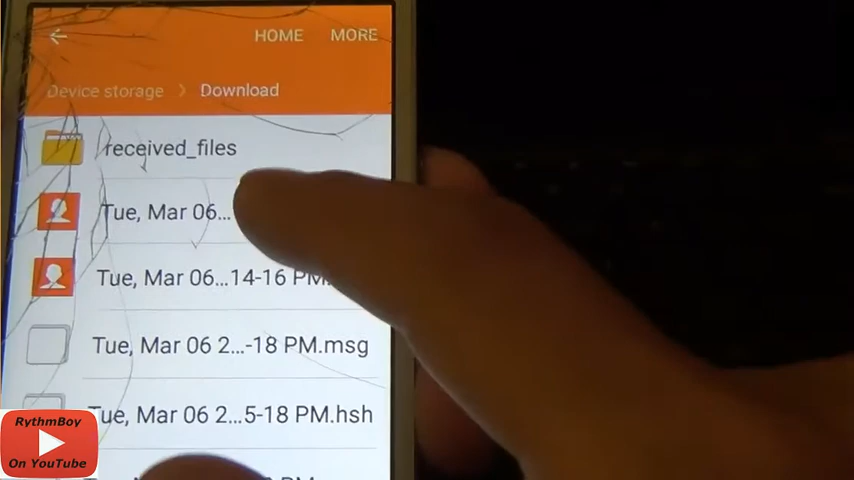 HOME MORE
Device storage > Download
received_files
Tue, Mar 06...
Tue, Mar 06...14-16 PM.
Tue, Mar 06 2...-18 PM.msg
Tue, Mar 06 2...5-18 PM.hsh
RythmBoy
On YouTube